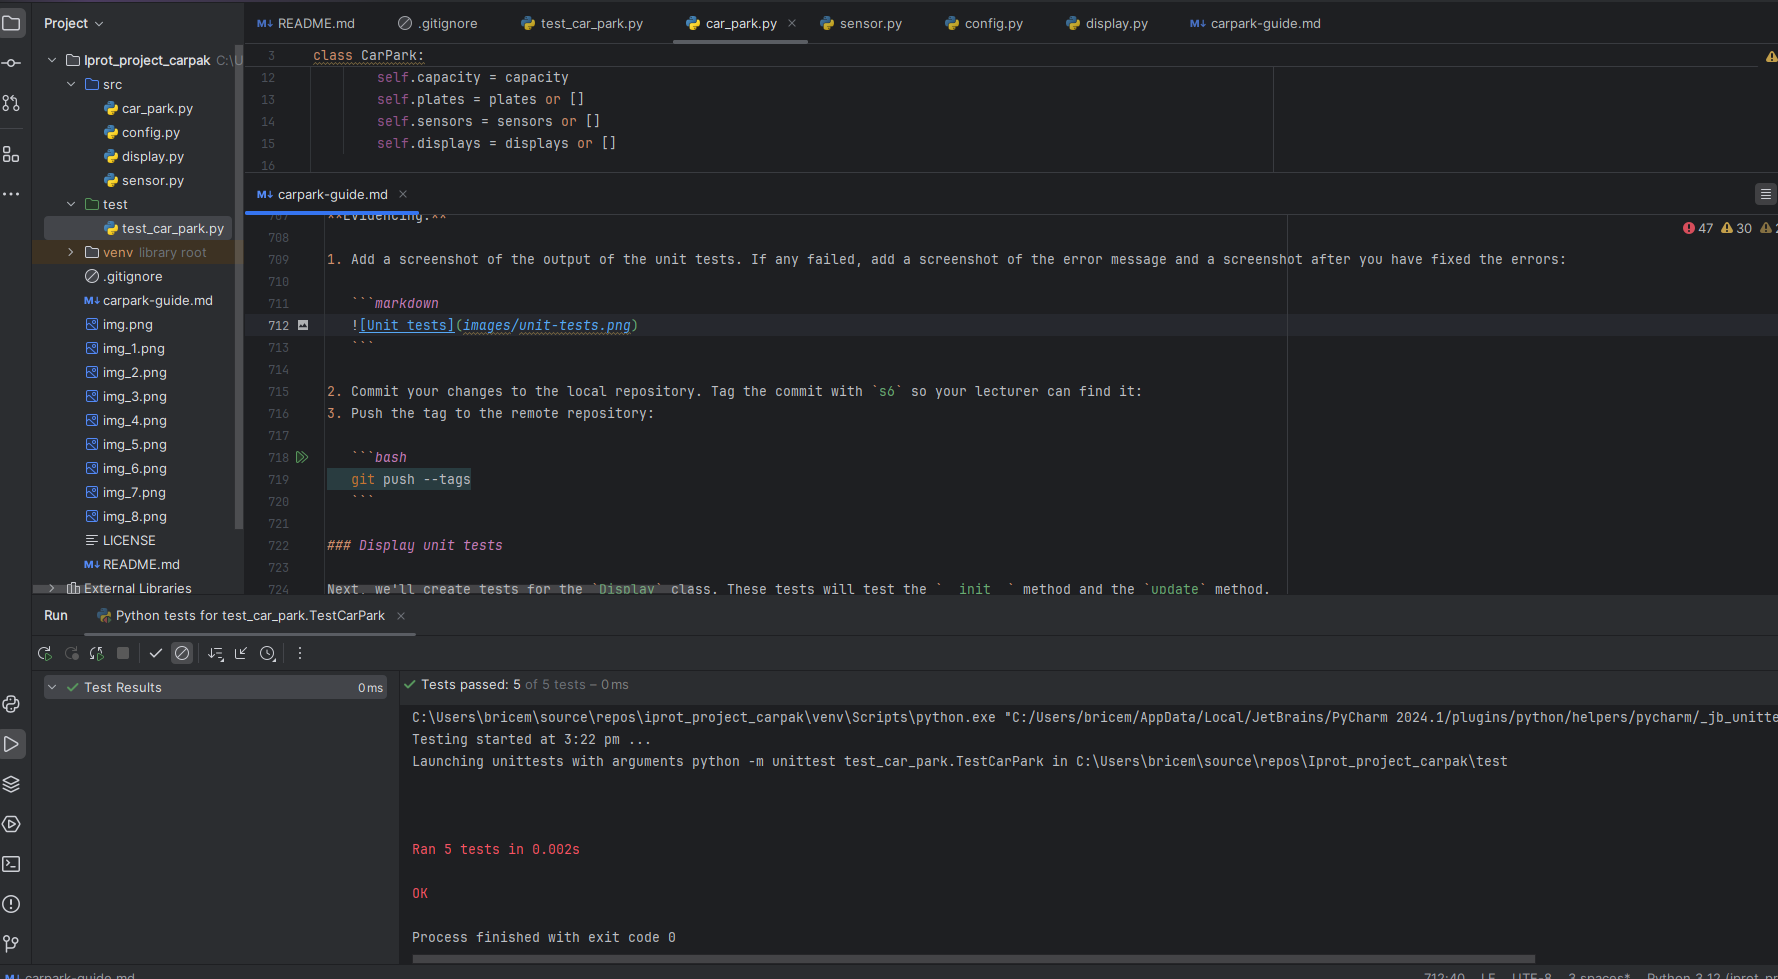 Project
README.md
.gitignore
test_car_park.py
car_park.py
sensor.py
config.py
display.py
carpark-guide.md
Iprot_project_carpak C:\U
src
car_park.py
config.py
display.py
sensor.py
test
test_car_park.py
venv library root
.gitignore
carpark-guide.md
img.png
img_1.png
img_2.png
img_3.png
img_4.png
img_5.png
img_6.png
img_7.png
img_8.png
LICENSE
README.md
External Libraries
3 class CarPark:
12 self.capacity = capacity
13 self.plates = plates or []
14 self.sensors = sensors or []
15 self.displays = displays or []
16
carpark-guide.md
47 30 2
707 **Evidencing:**
708
709 1. Add a screenshot of the output of the unit tests. If any failed, add a screenshot of the error message and a screenshot after you have fixed the errors:
710
711 ```markdown
712 ![Unit tests](images/unit-tests.png)
713 ```
714
715 2. Commit your changes to the local repository. Tag the commit with `s6` so your lecturer can find it:
716 3. Push the tag to the remote repository:
717
718 ```bash
719 git push --tags
720 ```
721
722 ### Display unit tests
723
724 Next, we'll create tests for the `Display` class. These tests will test the `__init__` method and the `update` method.
Run
Python tests for test_car_park.TestCarPark
Test Results 0 ms
Tests passed: 5 of 5 tests – 0 ms
C:\Users\bricem\source\repos\iprot_project_carpak\venv\Scripts\python.exe "C:/Users/bricem/AppData/Local/JetBrains/PyCharm 2024.1/plugins/python/helpers/pycharm/_jb_unitte
Testing started at 3:22 pm ...
Launching unittests with arguments python -m unittest test_car_park.TestCarPark in C:\Users\bricem\source\repos\Iprot_project_carpak\test
Ran 5 tests in 0.002s
OK
Process finished with exit code 0
carpark-guide.md
712:40 LF UTF-8 3 spaces* Python 3.12 (iprot_pr